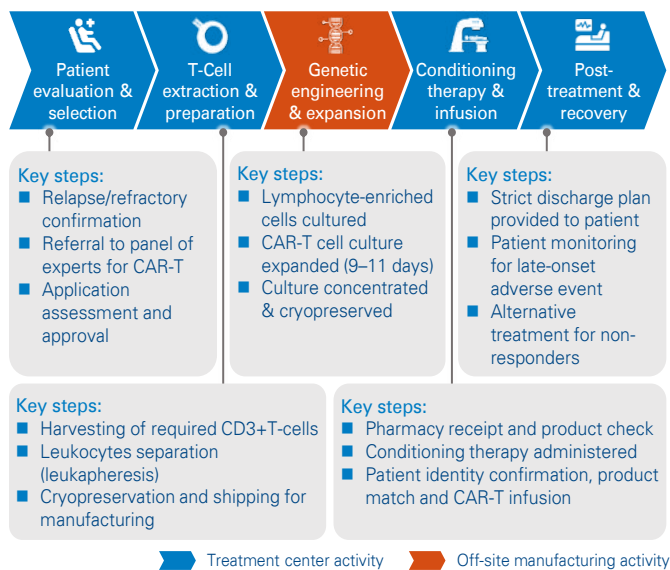 Patient
evaluation &
selection
T-Cell
extraction &
preparation
Genetic
engineering
& expansion
Conditioning
therapy &
infusion
Post-
treatment &
recovery
Key steps:
■ Relapse/refractory
confirmation
■ Referral to panel of
experts for CAR-T
■ Application
assessment and
approval
Key steps:
■ Lymphocyte-enriched
cells cultured
■ CAR-T cell culture
expanded (9–11 days)
■ Culture concentrated
& cryopreserved
Key steps:
■ Strict discharge plan
provided to patient
■ Patient monitoring
for late-onset
adverse event
■ Alternative
treatment for non-
responders
Key steps:
■ Harvesting of required CD3+T-cells
■ Leukocytes separation
(leukapheresis)
■ Cryopreservation and shipping for
manufacturing
Key steps:
■ Pharmacy receipt and product check
■ Conditioning therapy administered
■ Patient identity confirmation, product
match and CAR-T infusion
Treatment center activity
Off-site manufacturing activity